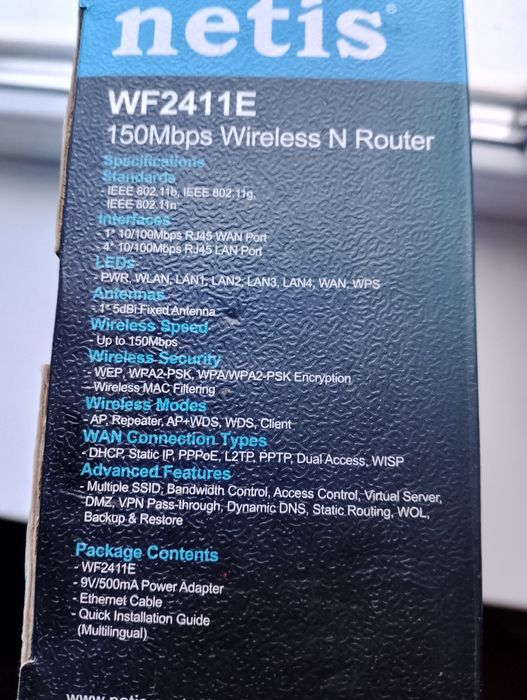 netis®
WF2411E
150Mbps Wireless N Router
Specifications
Standards
- IEEE 802.11b, IEEE 802.11g,
IEEE 802.11n
Interfaces
- 1* 10/100Mbps RJ45 WAN Port
- 4* 10/100Mbps RJ45 LAN Port
LEDs
- PWR, WLAN, LAN1, LAN2, LAN3, LAN4, WAN, WPS
Antennas
- 1* 5dBi Fixed Antenna
Wireless Speed
- Up to 150Mbps
Wireless Security
- WEP, WPA2-PSK, WPA/WPA2-PSK Encryption
- Wireless MAC Filtering
Wireless Modes
- AP, Repeater, AP+WDS, WDS, Client
WAN Connection Types
- DHCP, Static IP, PPPoE, L2TP, PPTP, Dual Access, WISP
Advanced Features
- Multiple SSID, Bandwidth Control, Access Control, Virtual Server,
DMZ, VPN Pass-through, Dynamic DNS, Static Routing, WOL,
Backup & Restore
Package Contents
- WF2411E
- 9V/500mA Power Adapter
- Ethernet Cable
- Quick Installation Guide
(Multilingual)